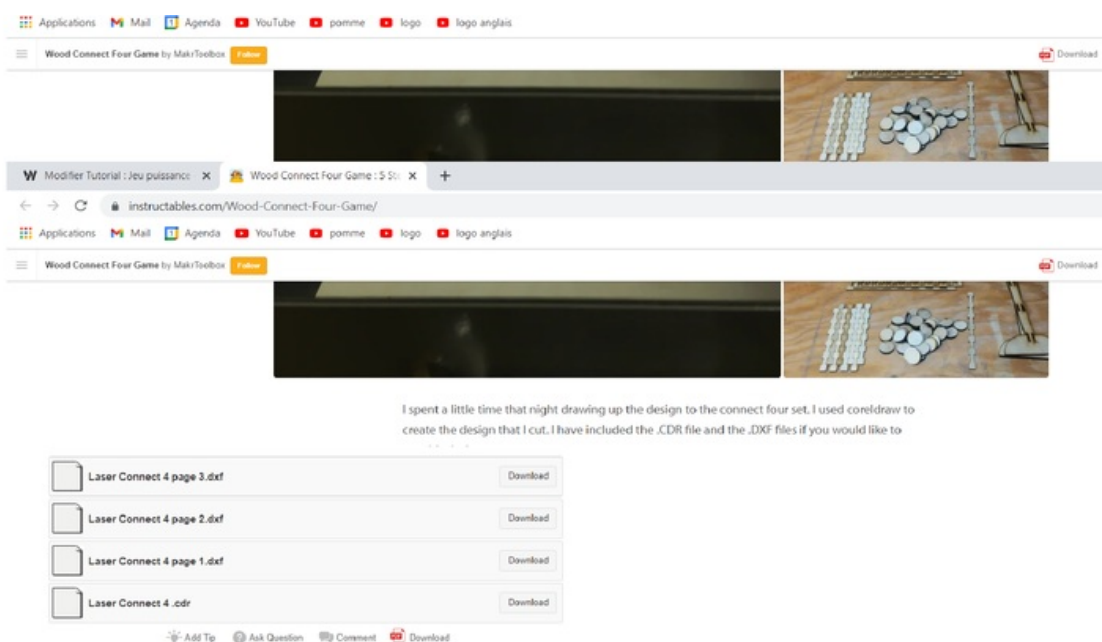 Applications Mail Agenda YouTube pomme logo logo anglais
Wood Connect Four Game by MakrToolbox Follow Download
Modifier Tutorial : Jeu puissance Wood Connect Four Game : 5 St
instructables.com/Wood-Connect-Four-Game/
Applications Mail Agenda YouTube pomme logo logo anglais
Wood Connect Four Game by MakrToolbox Follow Download
I spent a little time that night drawing up the design to the connect four set. I used coreldraw to
create the design that I cut. I have included the .CDR file and the .DXF files if you would like to
Laser Connect 4 page 3.dxf Download
Laser Connect 4 page 2.dxf Download
Laser Connect 4 page 1.dxf Download
Laser Connect 4 .cdr Download
Add Tip Ask Question Comment Download